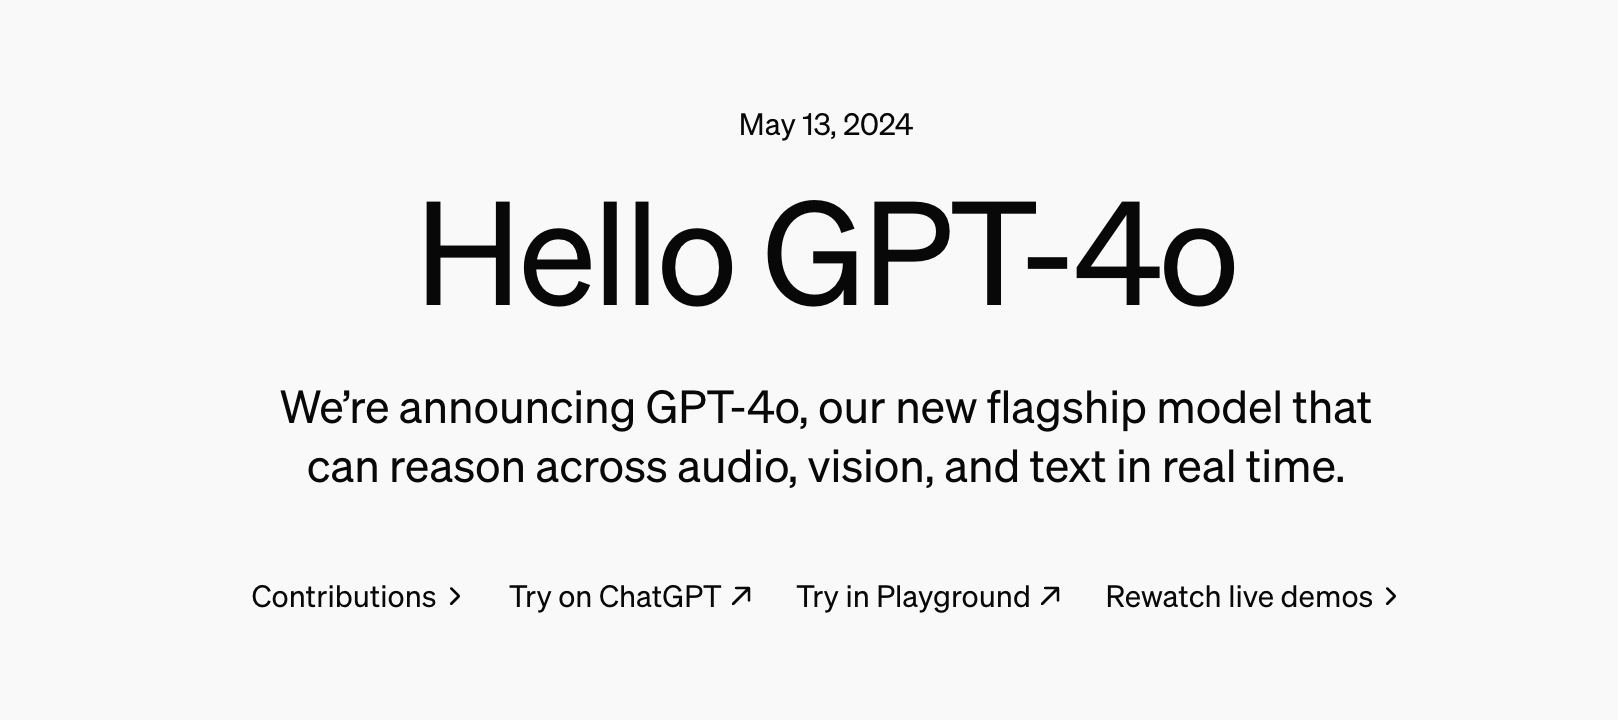 May 13, 2024
Hello GPT-4o
We’re announcing GPT-4o, our new flagship model that
can reason across audio, vision, and text in real time.
Contributions > Try on ChatGPT ↗ Try in Playground ↗ Rewatch live demos >